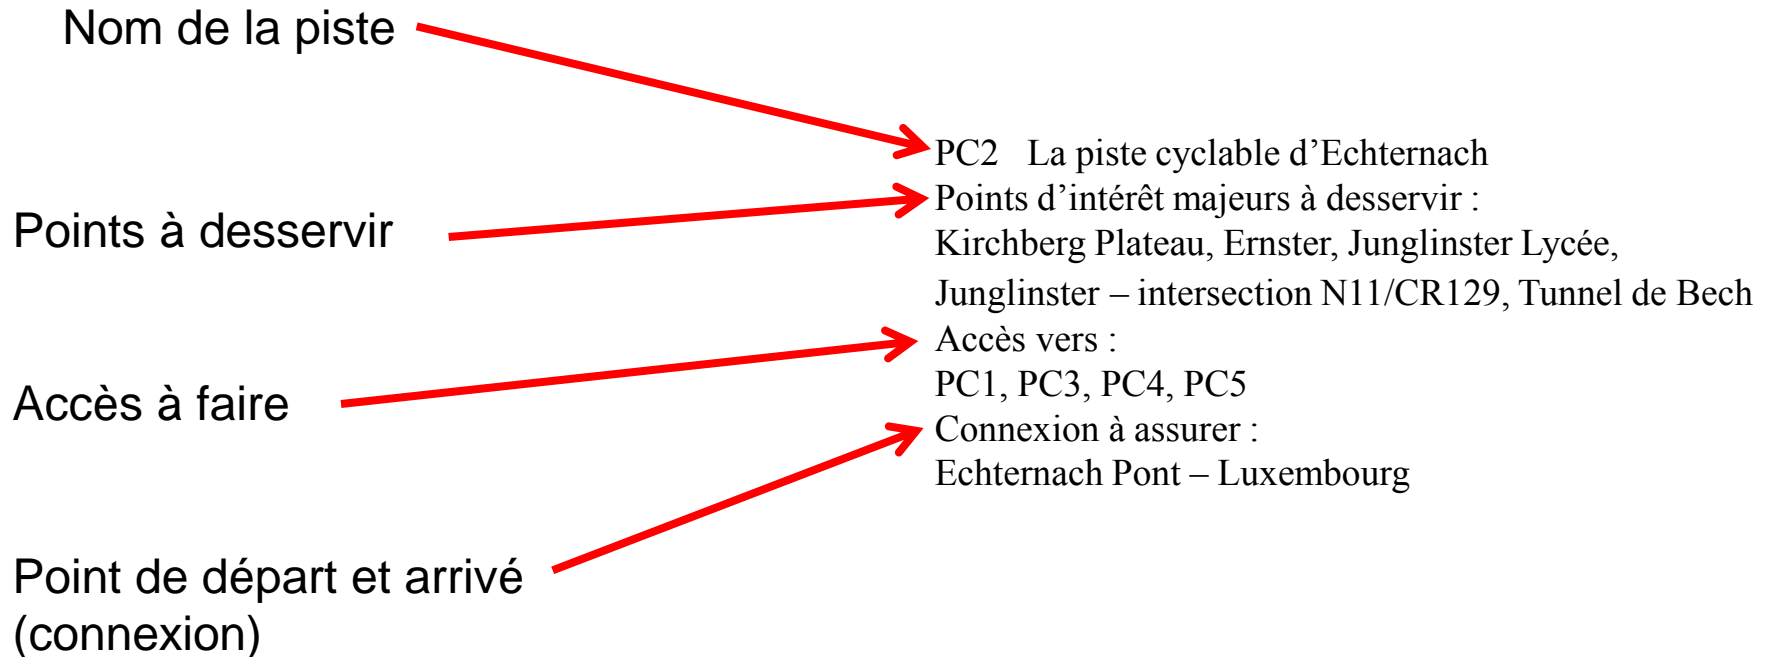 Nom de la piste
PC2 La piste cyclable d’Echternach
Points d’intérêt majeurs à desservir :
Points à desservir
Kirchberg Plateau, Ernster, Junglinster Lycée,
Junglinster – intersection N11/CR129, Tunnel de Bech
Accès vers :
PC1, PC3, PC4, PC5
Accès à faire
Connexion à assurer :
Echternach Pont – Luxembourg
Point de départ et arrivé
(connexion)